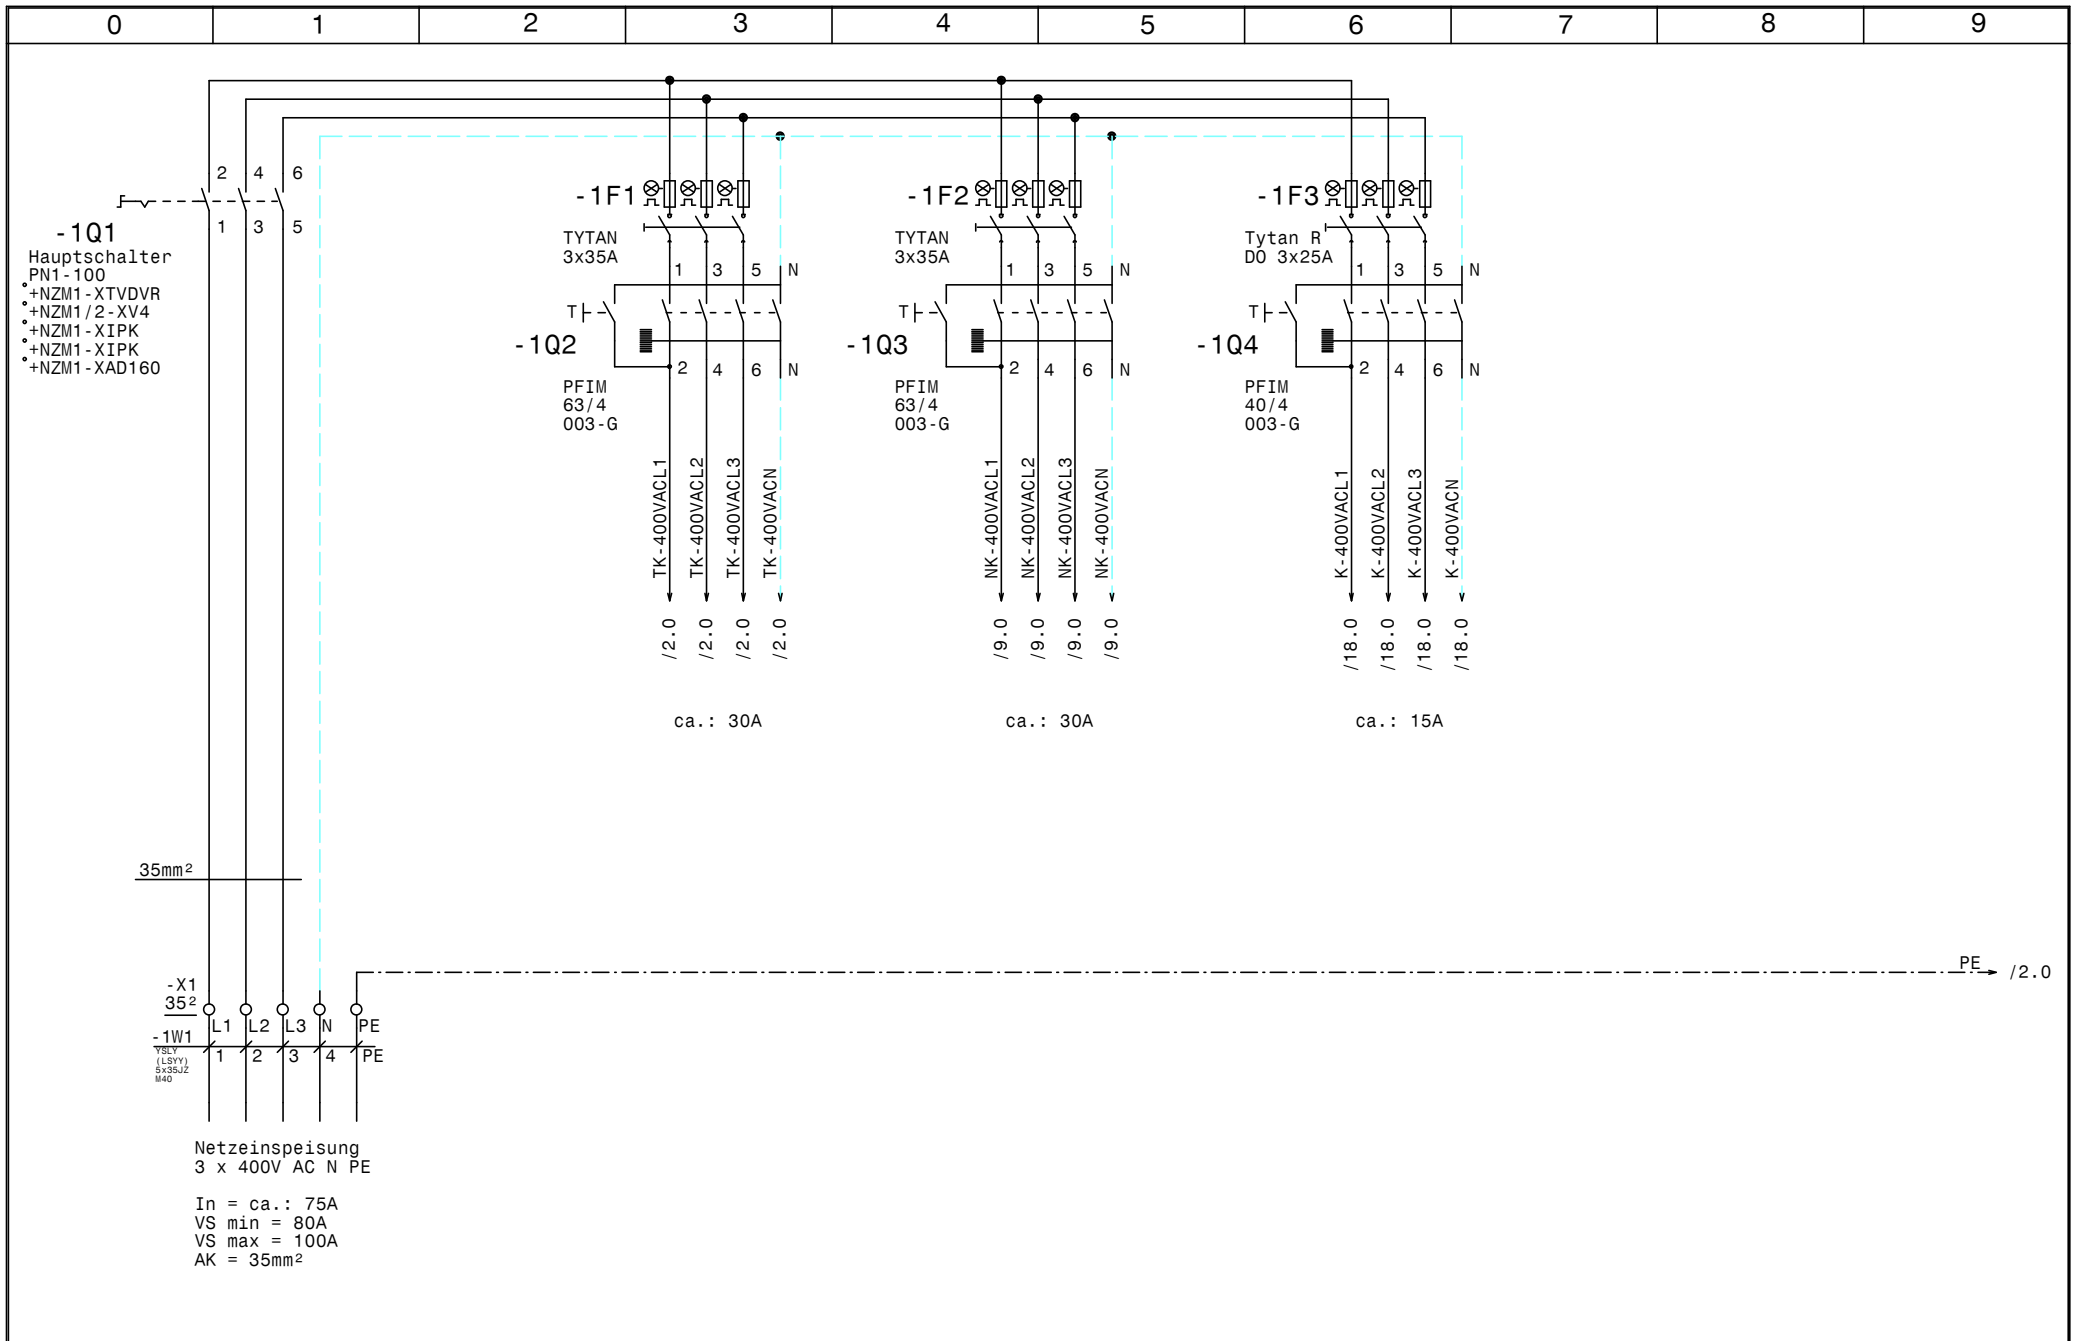 0 1 2 3 4 5 6 7 8 9
2 4 6
1 3 5
-1Q1
Hauptschalter
PN1-100
+NZM1-XTVDVR
+NZM1/2-XV4
+NZM1-XIPK
+NZM1-XIPK
+NZM1-XAD160
-1F1
TYTAN
3x35A
1 3 5 N
T
-1Q2
2 4 6 N
PFIM
63/4
003-G
TK-400VACL1
TK-400VACL2
TK-400VACL3
TK-400VACN
/2.0
/2.0
/2.0
/2.0
ca.: 30A
-1F2
TYTAN
3x35A
1 3 5 N
T
-1Q3
2 4 6 N
PFIM
63/4
003-G
NK-400VACL1
NK-400VACL2
NK-400VACL3
NK-400VACN
/9.0
/9.0
/9.0
/9.0
ca.: 30A
-1F3
Tytan R
DO 3x25A
1 3 5 N
T
-1Q4
2 4 6 N
PFIM
40/4
003-G
K-400VACL1
K-400VACL2
K-400VACL3
K-400VACN
/18.0
/18.0
/18.0
/18.0
ca.: 15A
35mm²
PE /2.0
-X1
35²
L1 L2 L3 N PE
-1W1
1 2 3 4 PE
YSLY
(LSYY)
5x35JZ
M40
Netzeinspeisung
3 x 400V AC N PE
In = ca.: 75A
VS min = 80A
VS max = 100A
AK = 35mm²